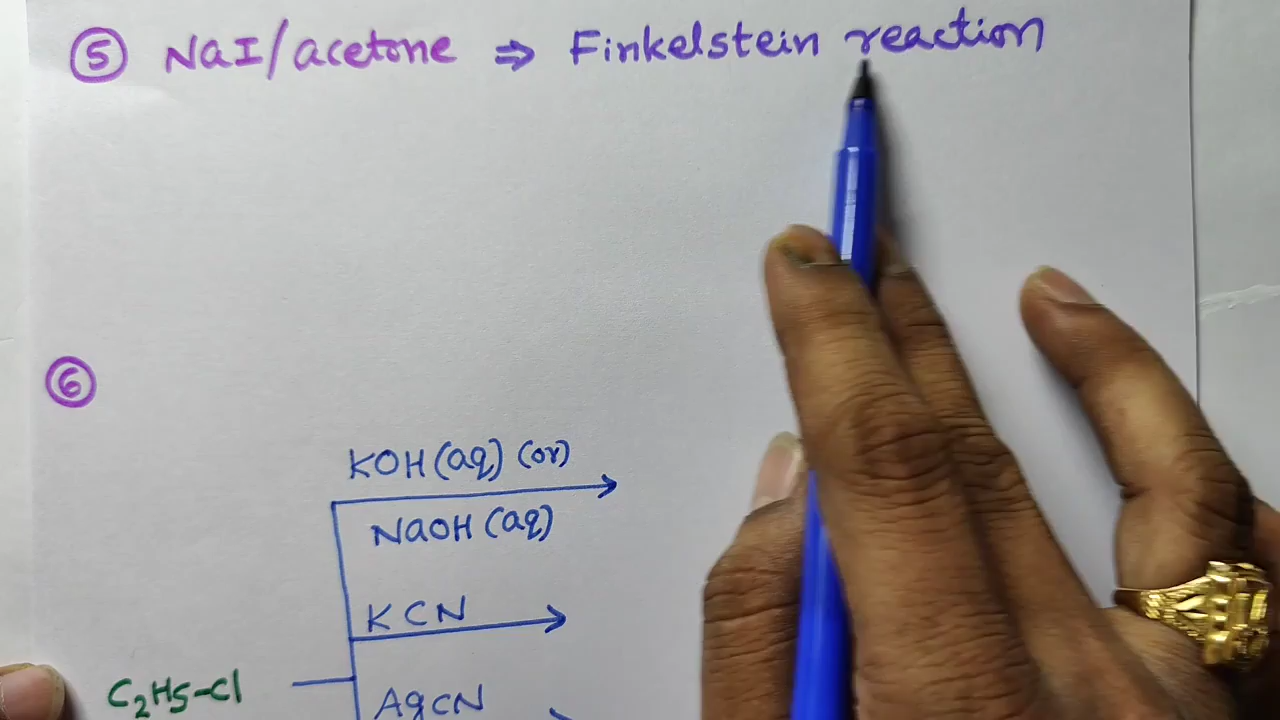 ⑤ NaI/acetone ⇒ Finkelstein reaction
⑥
KOH(aq) (or)
NaOH(aq)
KCN
C2H5-Cl
AgCN